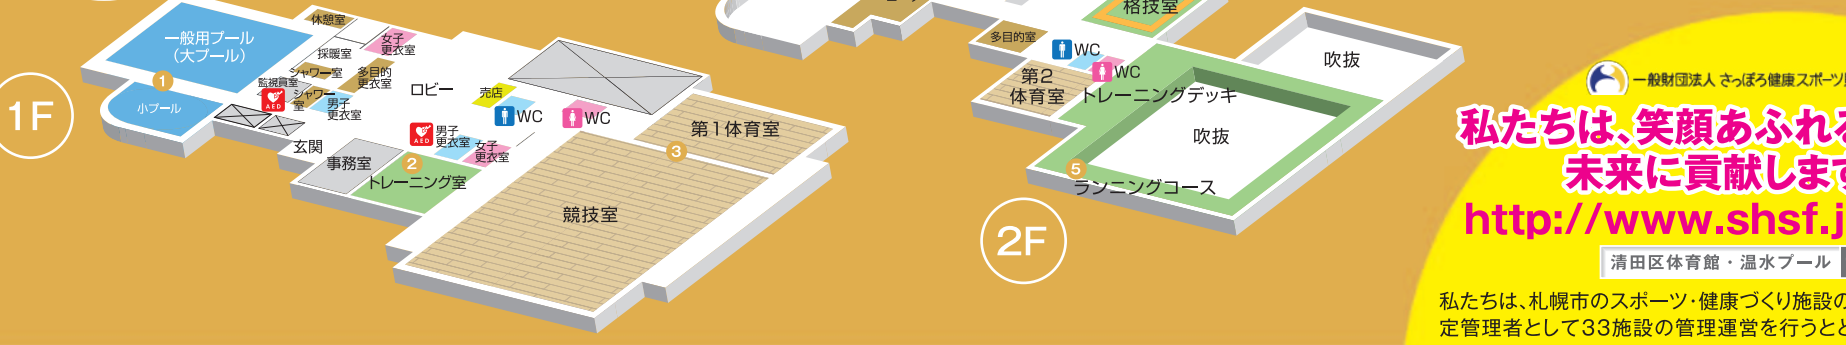 休憩室
一般用プール
（大プール）
採暖室
女子
更衣室
1
監視員室
シャワー室
多目的
更衣室
AED
シャワー
室
男子
更衣室
小プール
ロビー
売店
WC
WC
1F
玄関
AED
男子
更衣室
女子
更衣室
事務室
2
トレーニング室
第1体育室
3
競技室
格技室
多目的室
WC
WC
第2
体育室
トレーニングデッキ
吹抜
吹抜
5
ランニングコース
2F
一般財団法人 さっぽろ健康スポーツ
私たちは、笑顔あふれる
未来に貢献します
http://www.shsf.j
清田区体育館・温水プール
私たちは、札幌市のスポーツ・健康づくり施設の
定管理者として33施設の管理運営を行うとと